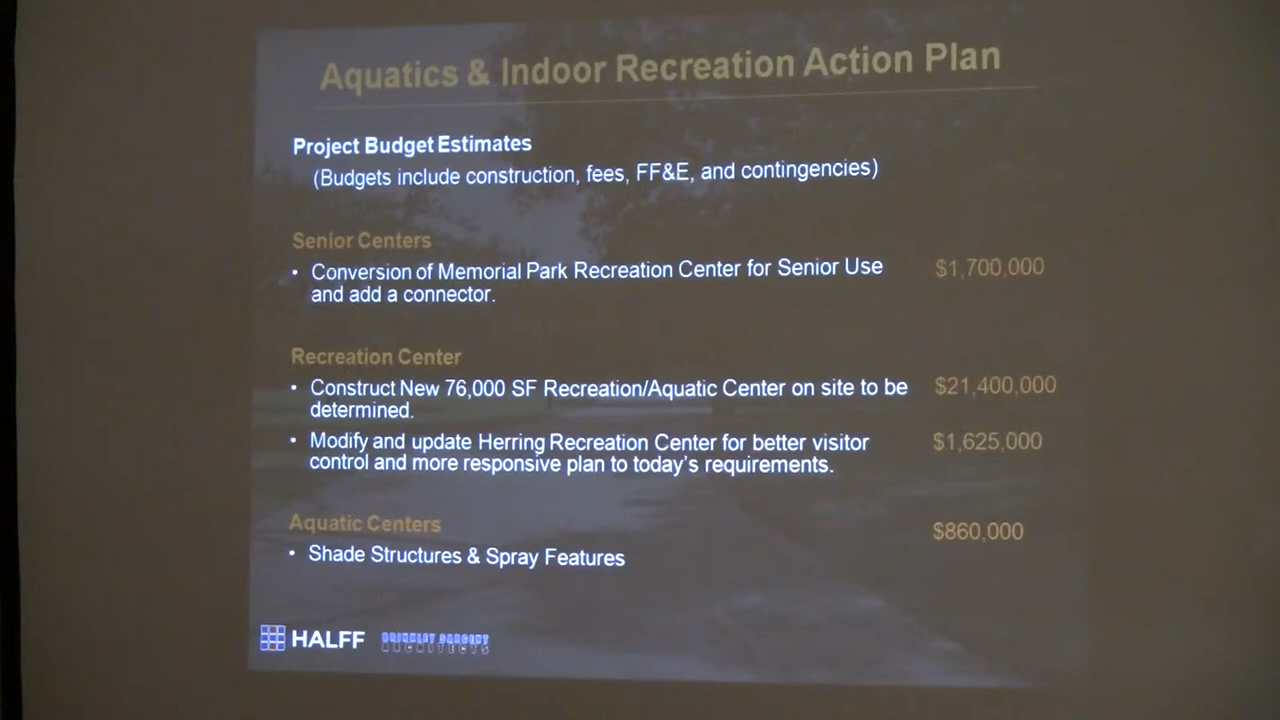 Aquatics & Indoor Recreation Action Plan
Project Budget Estimates
(Budgets include construction, fees, FF&E, and contingencies)
Senior Centers
• Conversion of Memorial Park Recreation Center for Senior Use $1,700,000
and add a connector.
Recreation Center
• Construct New 76,000 SF Recreation/Aquatic Center on site to be $21,400,000
determined.
• Modify and update Herring Recreation Center for better visitor $1,625,000
control and more responsive plan to today's requirements.
Aquatic Centers $860,000
• Shade Structures & Spray Features
HALFF BRINKLEY SARGENT
ARCHITECTS